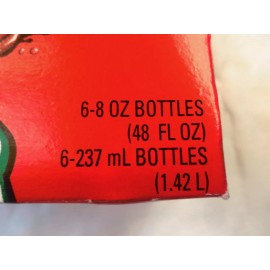 6-8 OZ BOTTLES
(48 FL OZ)
6-237 mL BOTTLES
(1.42 L)